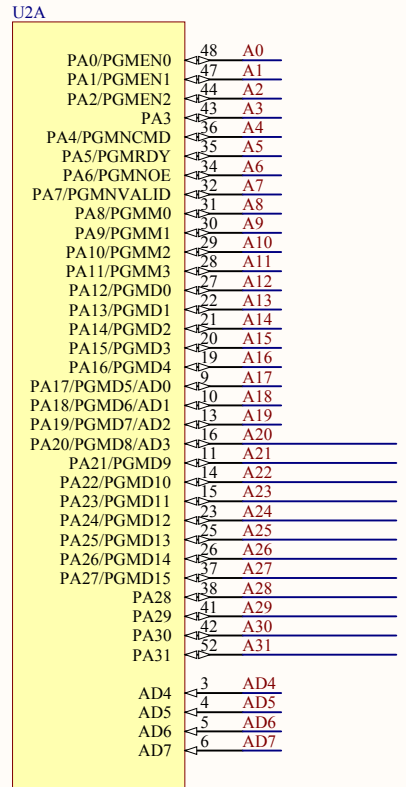 U2A
PA0/PGMEN0 48 A0
PA1/PGMEN1 47 A1
PA2/PGMEN2 44 A2
PA3 43 A3
PA4/PGMNCMD 36 A4
PA5/PGMRDY 35 A5
PA6/PGMNOE 34 A6
PA7/PGMNVALID 32 A7
PA8/PGMM0 31 A8
PA9/PGMM1 30 A9
PA10/PGMM2 29 A10
PA11/PGMM3 28 A11
PA12/PGMD0 27 A12
PA13/PGMD1 22 A13
PA14/PGMD2 21 A14
PA15/PGMD3 20 A15
PA16/PGMD4 19 A16
PA17/PGMD5/AD0 9 A17
PA18/PGMD6/AD1 10 A18
PA19/PGMD7/AD2 13 A19
PA20/PGMD8/AD3 16 A20
PA21/PGMD9 11 A21
PA22/PGMD10 14 A22
PA23/PGMD11 15 A23
PA24/PGMD12 23 A24
PA25/PGMD13 25 A25
PA26/PGMD14 26 A26
PA27/PGMD15 37 A27
PA28 38 A28
PA29 41 A29
PA30 42 A30
PA31 52 A31
AD4 3 AD4
AD5 4 AD5
AD6 5 AD6
AD7 6 AD7